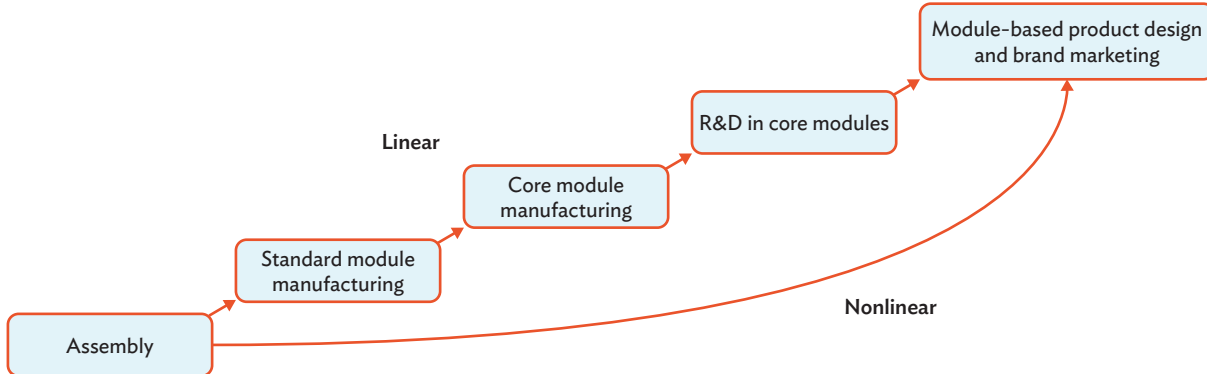 Module-based product design
and brand marketing
R&D in core modules
Linear
Core module
manufacturing
Standard module
manufacturing
Nonlinear
Assembly